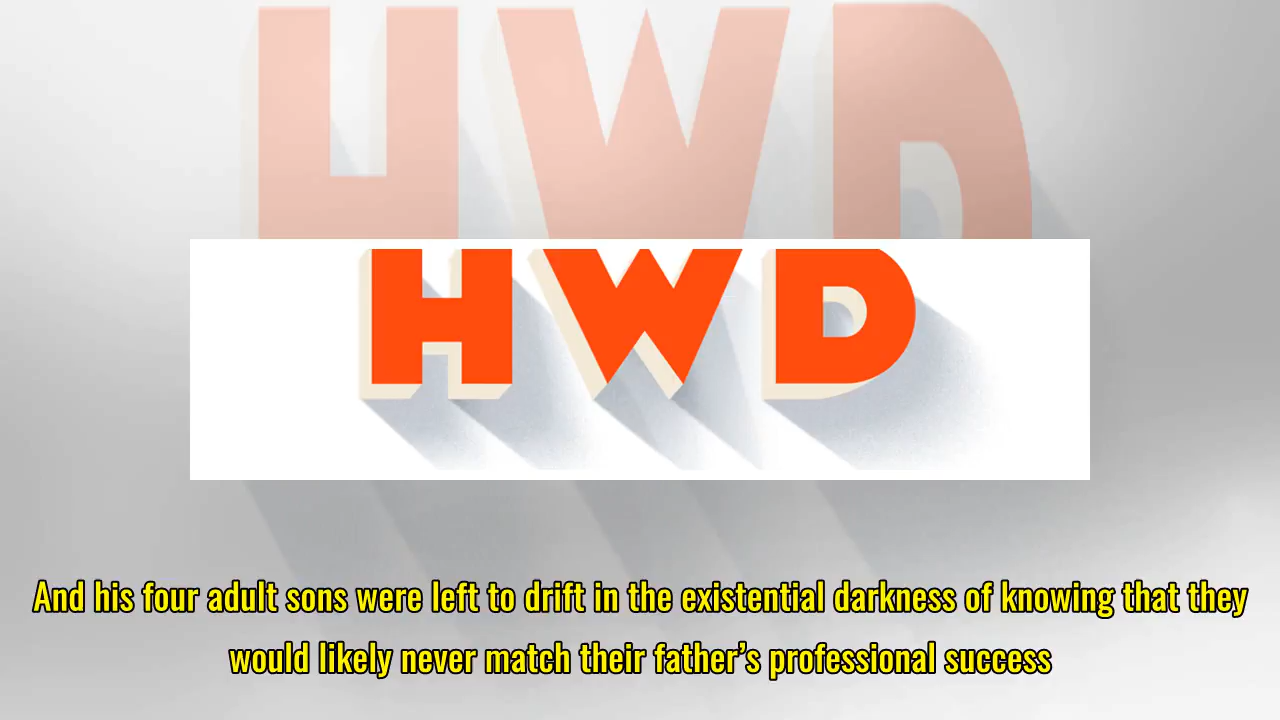 HWD
HWD
And his four adult sons were left to drift in the existential darkness of knowing that they
would likely never match their father’s professional success